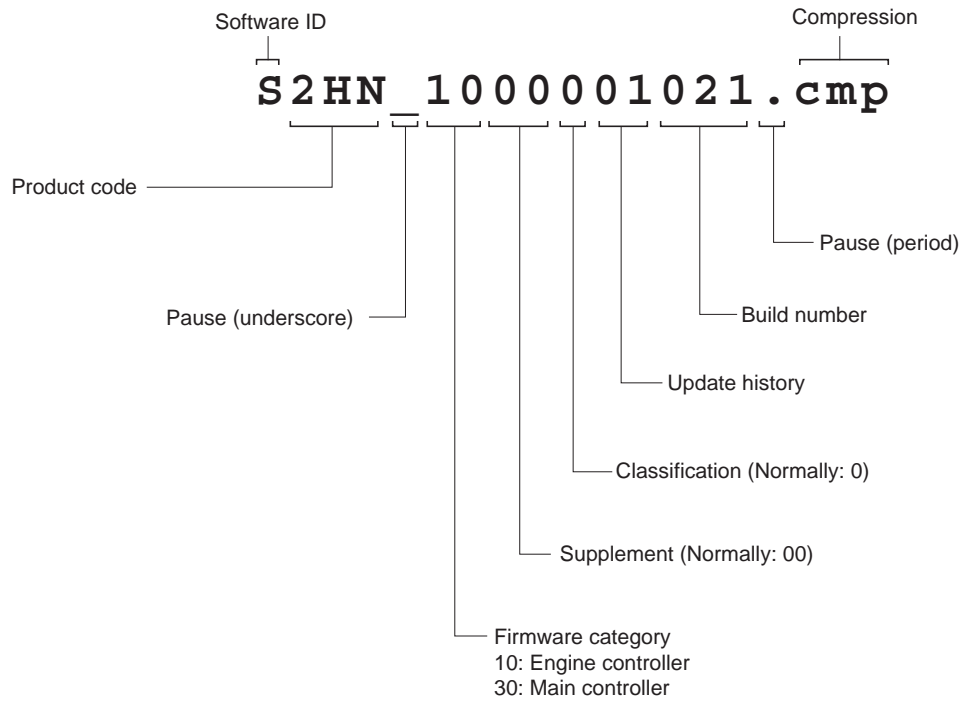 Software ID
Compression
S2HN_1000001021.cmp
Product code
Pause (period)
Pause (underscore)
Build number
Update history
Classification (Normally: 0)
Supplement (Normally: 00)
Firmware category
10: Engine controller
30: Main controller